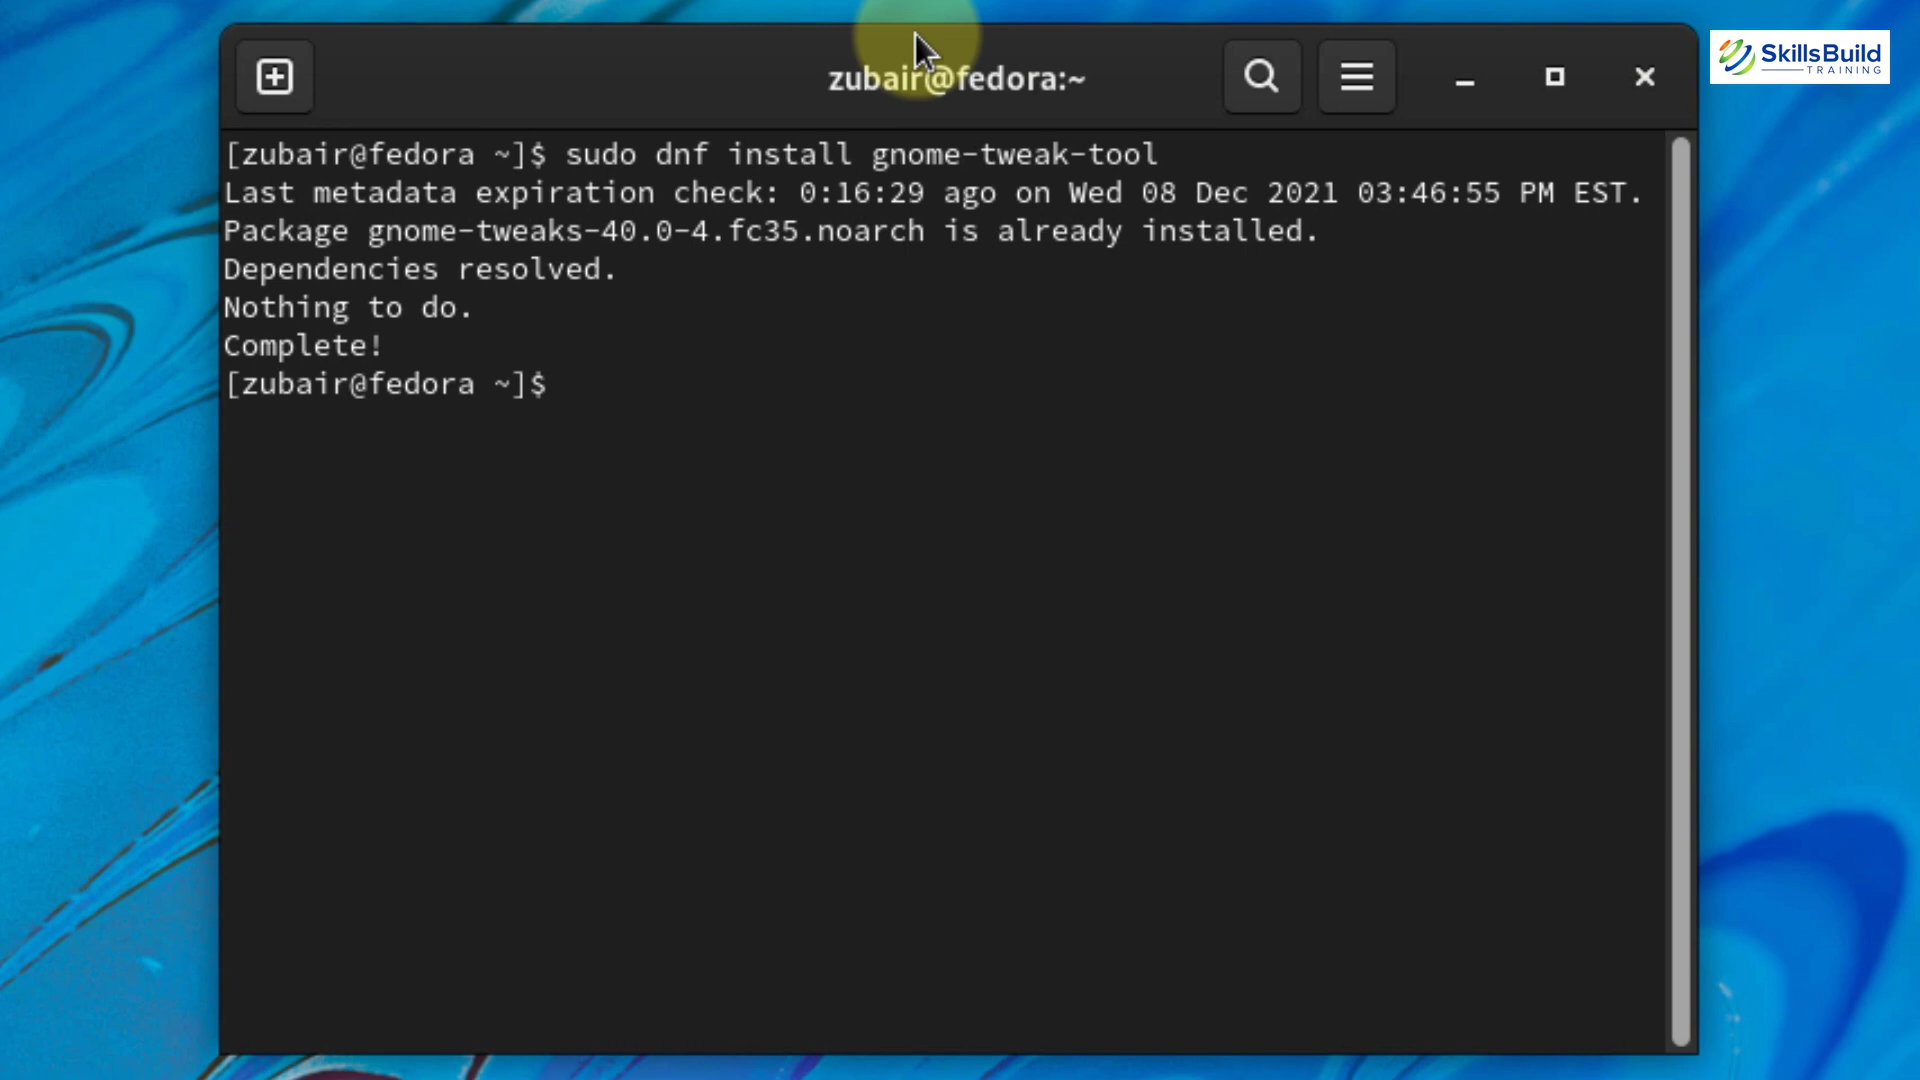 zubair@fedora:~
SkillsBuild
TRAINING
[zubair@fedora ~]$ sudo dnf install gnome-tweak-tool
Last metadata expiration check: 0:16:29 ago on Wed 08 Dec 2021 03:46:55 PM EST.
Package gnome-tweaks-40.0-4.fc35.noarch is already installed.
Dependencies resolved.
Nothing to do.
Complete!
[zubair@fedora ~]$